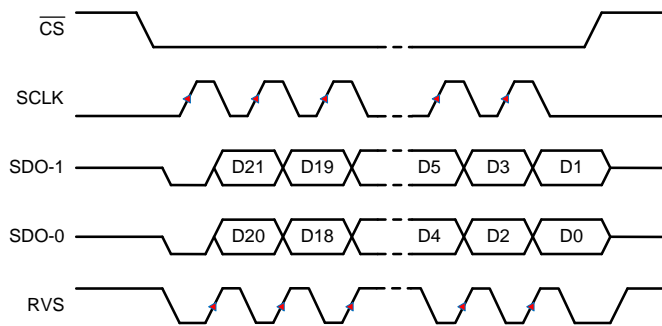 CS
SCLK
SDO-1 D21 D19 D5 D3 D1
SDO-0 D20 D18 D4 D2 D0
RVS